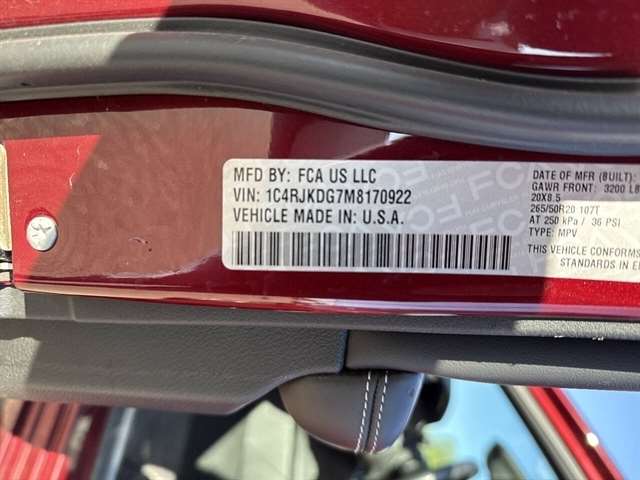 MFD BY: FCA US LLC
VIN: 1C4RJKDG7M8170922
VEHICLE MADE IN: U.S.A.
DATE OF MFR (BUILT):
GAWR FRONT: 3200 LB
20X8.5
265/50R20 107T
AT 250 kPa / 36 PSI
TYPE: MPV
THIS VEHICLE CONFORMS
STANDARDS IN
FCA